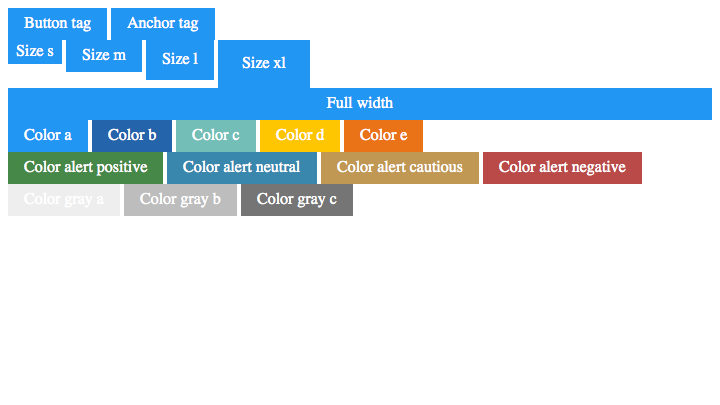 Button tag Anchor tag
Size s Size m Size l Size xl
Full width
Color a Color b Color c Color d Color e
Color alert positive Color alert neutral Color alert cautious Color alert negative
Color gray a Color gray b Color gray c